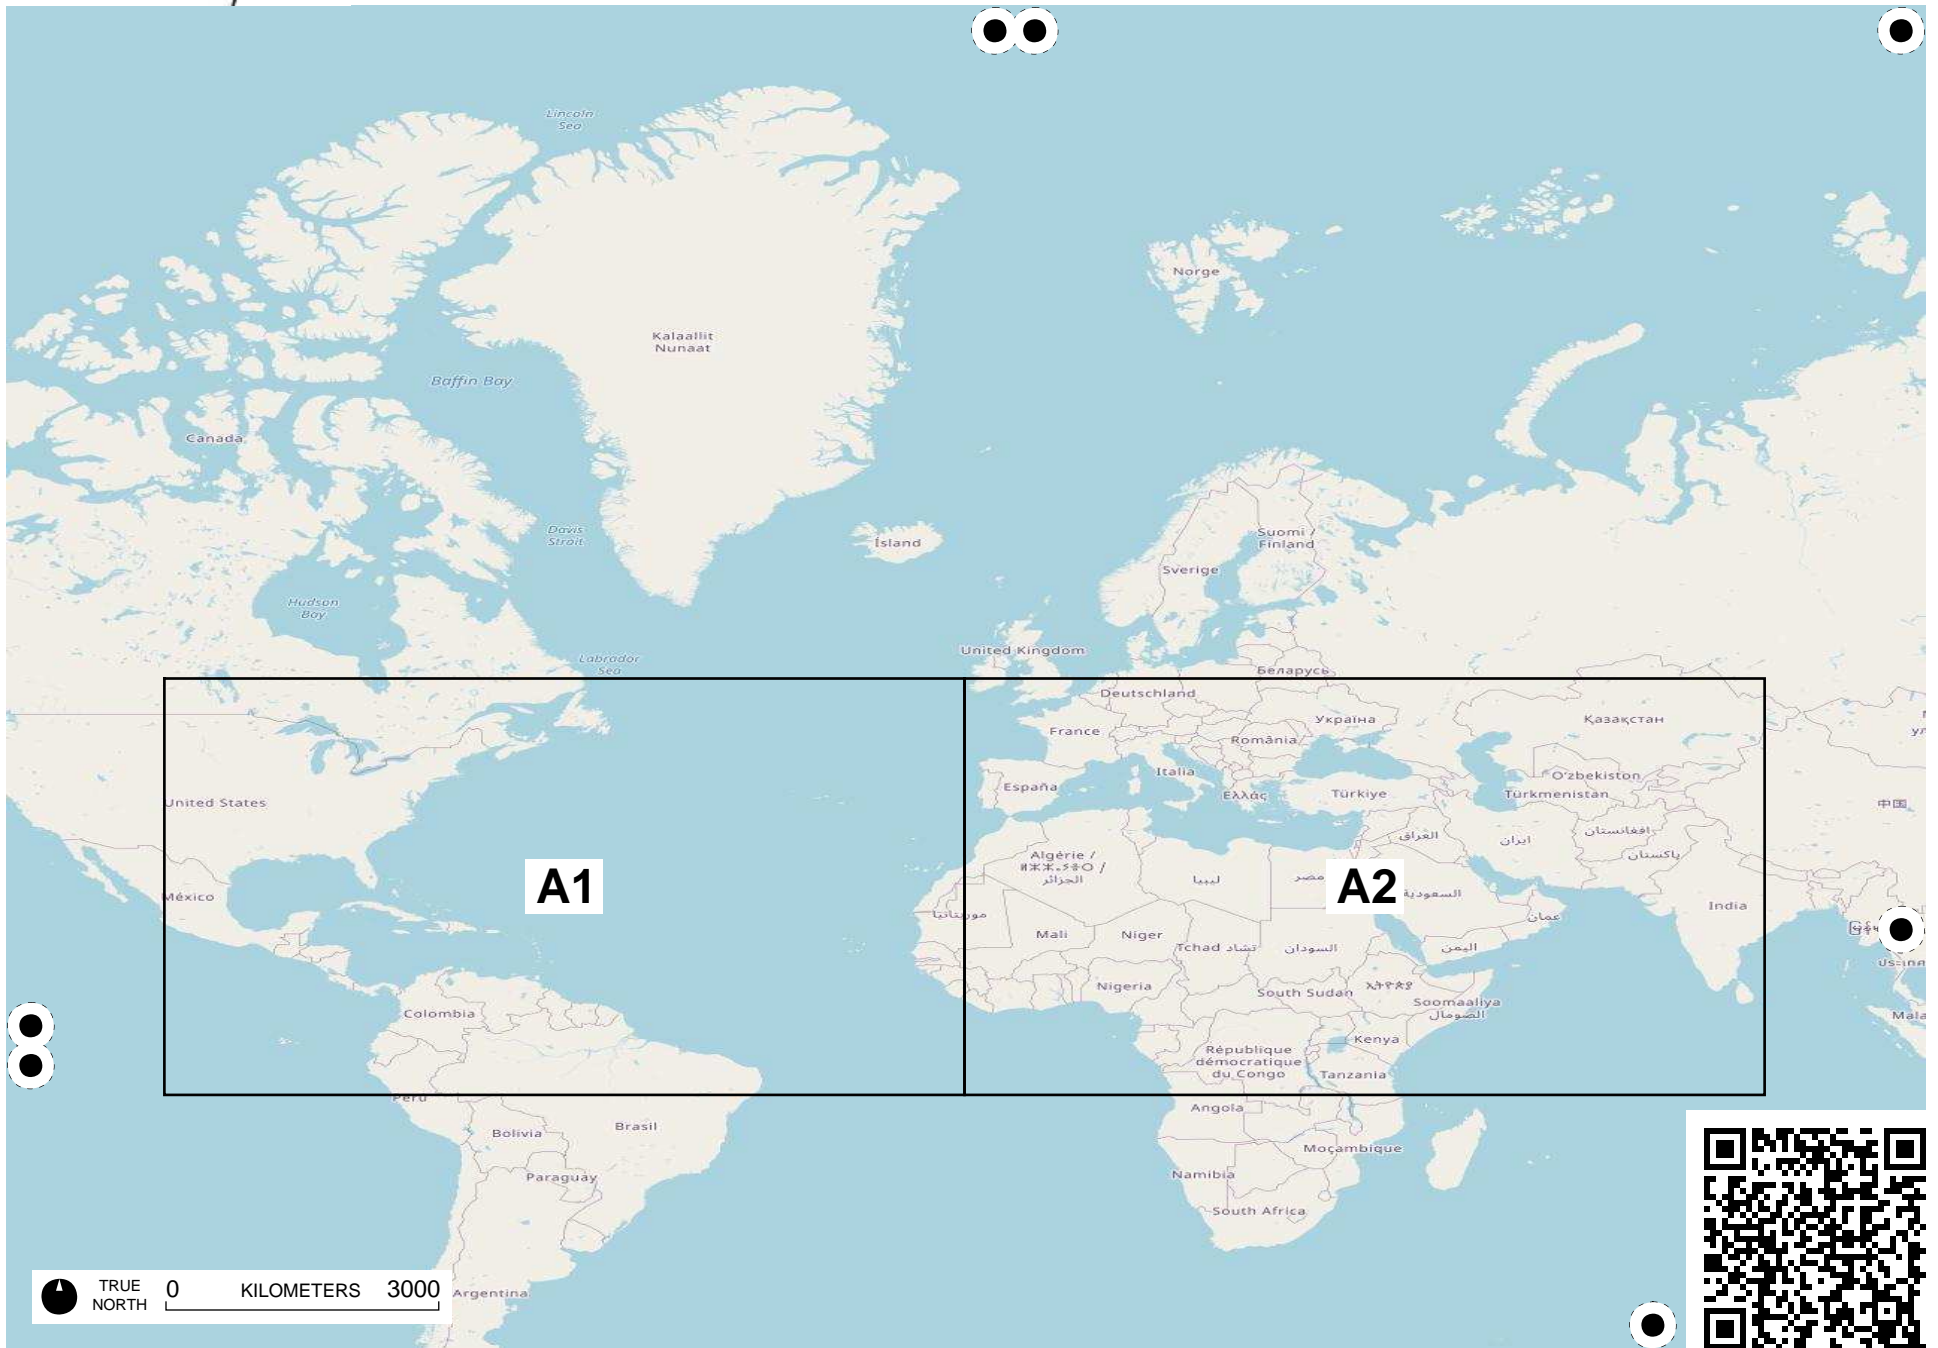 Lincoln
Sea
Norge
Kalaallit
Nunaat
Baffin Bay
Canada
Davis
Strait
Ísland
Suomi /
Finland
Sverige
Hudson
Bay
United Kingdom
Labrador
Sea
Беларусь
Deutschland
Україна
Қазақстан
France
România
Italia
España
Ελλάς
Türkiye
O'zbekiston
Türkmenistan
United States
中国
العراق
ایران
افغانستان
پاکستان
Algérie /
ⵍⵣⵣⴰⵢⴻⵔ /
الجزائر
ليبيا
مصر
السعودية
A1
A2
México
موريتانيا
India
عمان
Mali
Niger
Tchad تشاد
السودان
اليمن
Nigeria
South Sudan
ኢትዮጵያ
Soomaaliya
الصومال
Colombia
Kenya
République
démocratique
du Congo
Tanzania
Perú
Angola
Brasil
Bolivia
Moçambique
Paraguay
Namibia
South Africa
TRUE
NORTH
0 KILOMETERS 3000
Argentina